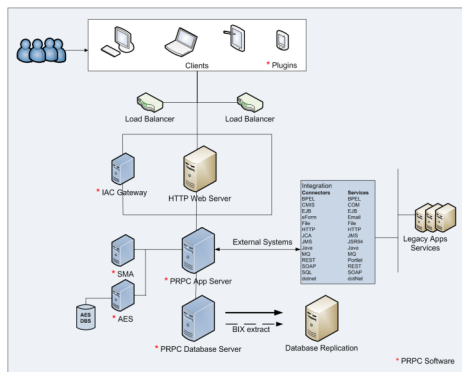 Clients
* Plugins
Load Balancer
Load Balancer
* IAC Gateway
HTTP Web Server
Integration
Connectors Services
BPEL BPEL
CMIS COM
EJB EJB
eForm Email
File File
HTTP HTTP
JCA JMS
JMS JSR94
Java Java
MQ MQ
REST Portlet
SOAP REST
SQL SOAP
dotnet dotNet
Legacy Apps
Services
External Systems
* SMA
* PRPC App Server
AES
DBS
* AES
BIX extract
* PRPC Database Server
Database Replication
* PRPC Software